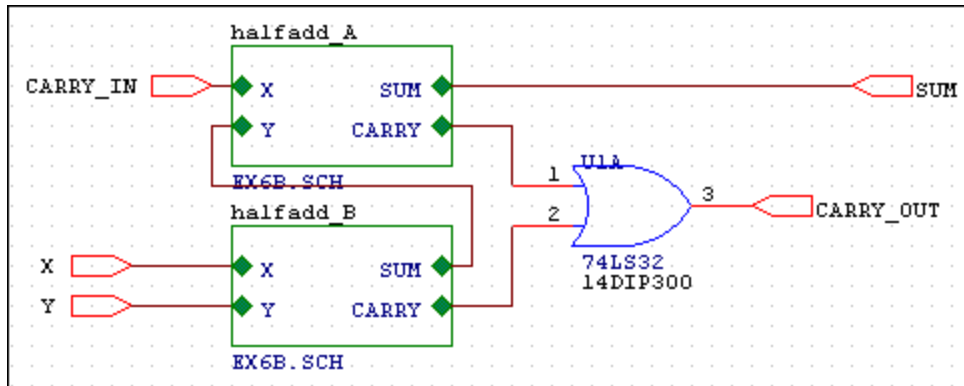 halfadd_A
CARRY_IN
X
SUM
SUM
Y
CARRY
EX6B.SCH
U1A
1
2
3
CARRY_OUT
74LS32
14DIP300
halfadd_B
X
X
SUM
Y
Y
CARRY
EX6B.SCH